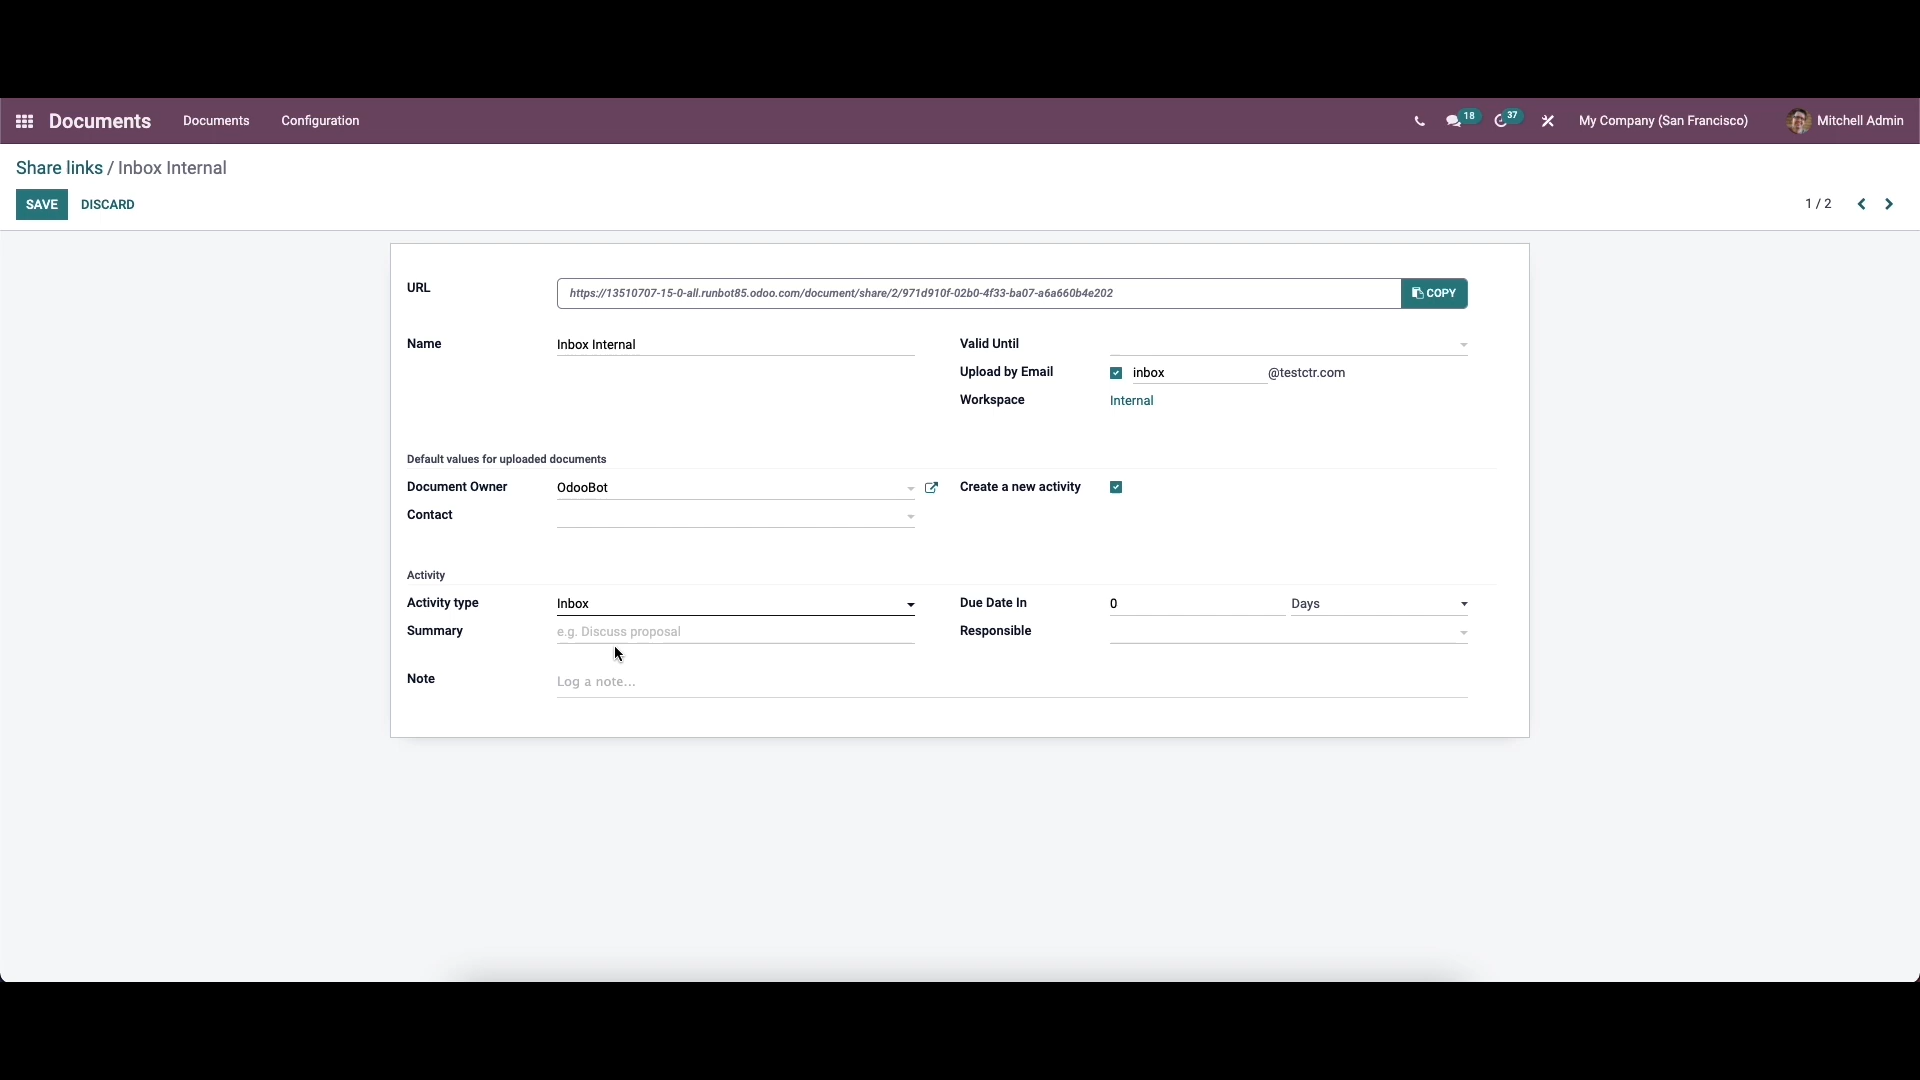 Documents Documents Configuration 18 37 My Company (San Francisco) Mitchell Admin
Share links / Inbox Internal
SAVE DISCARD 1 / 2
URL https://13510707-15-0-all.runbot85.odoo.com/document/share/2/971d910f-02b0-4f33-ba07-a6a660b4e202 COPY
Name Inbox Internal Valid Until
Upload by Email inbox @testctr.com
Workspace Internal
Default values for uploaded documents
Document Owner OdooBot Create a new activity
Contact
Activity
Activity type Inbox Due Date In 0 Days
Summary e.g. Discuss proposal Responsible
Note Log a note...